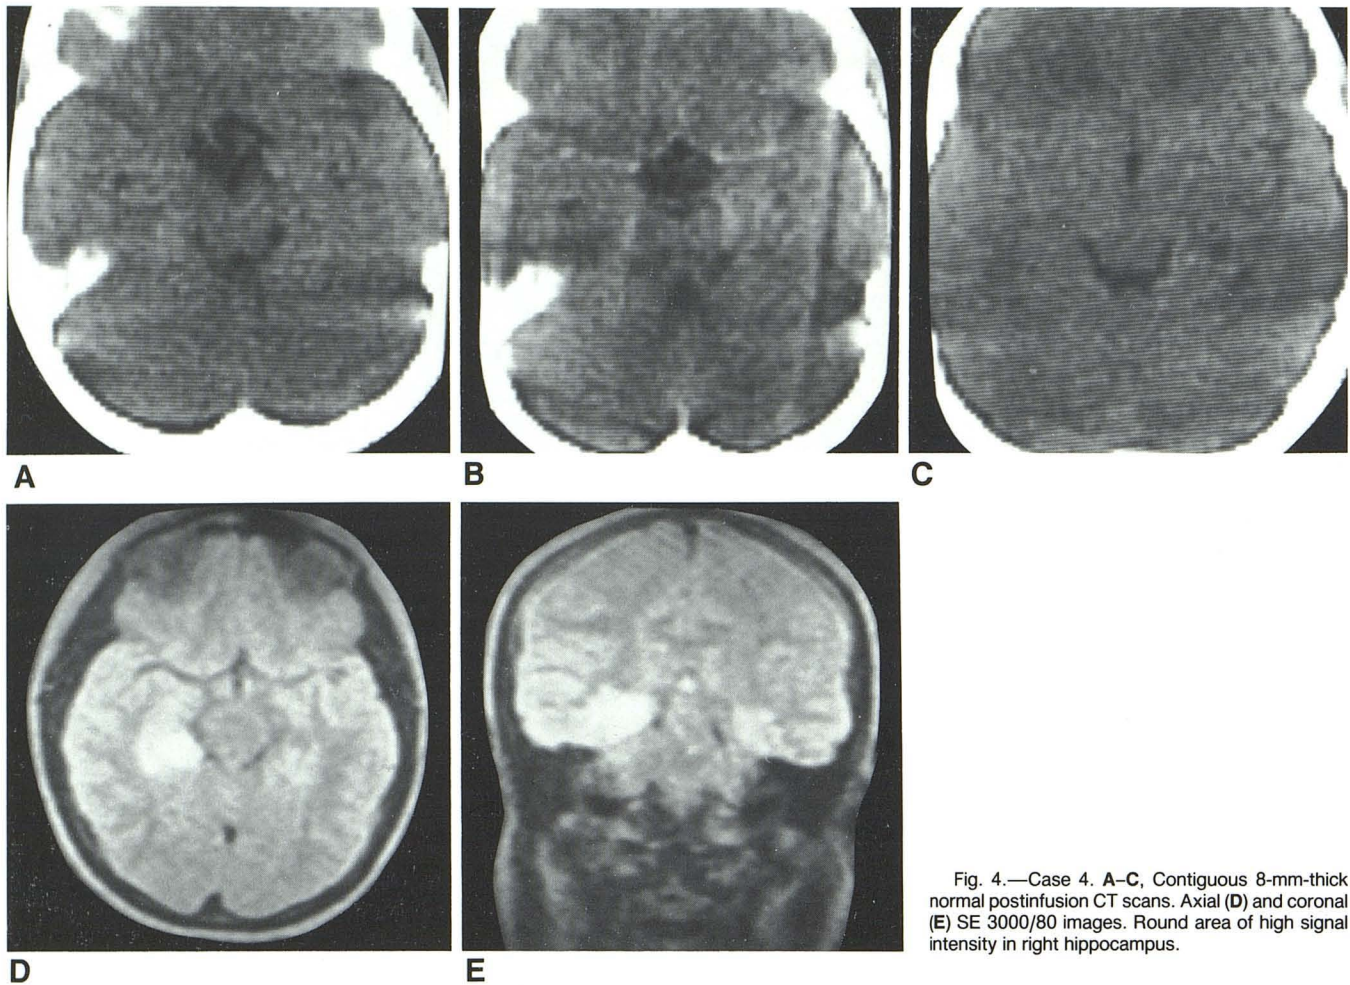 A
B
C
D
E
Fig. 4.—Case 4. A–C, Contiguous 8-mm-thick
normal postinfusion CT scans. Axial (D) and coronal
(E) SE 3000/80 images. Round area of high signal
intensity in right hippocampus.